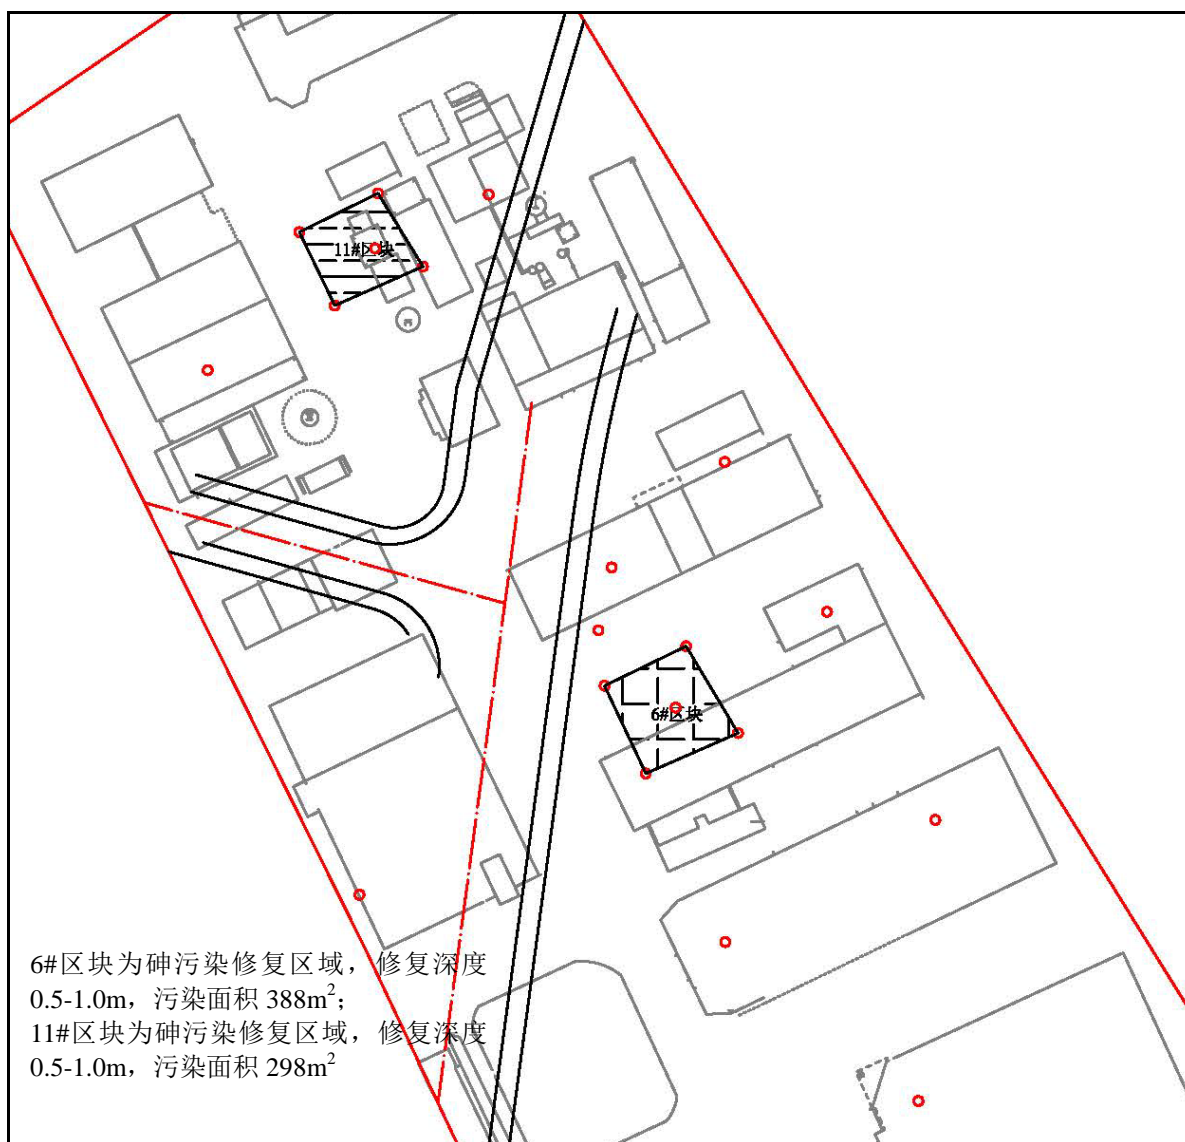 11#区块
6#区块
6#区块为砷污染修复区域，修复深度
0.5-1.0m，污染面积 388m²；
11#区块为砷污染修复区域，修复深度
0.5-1.0m，污染面积 298m²